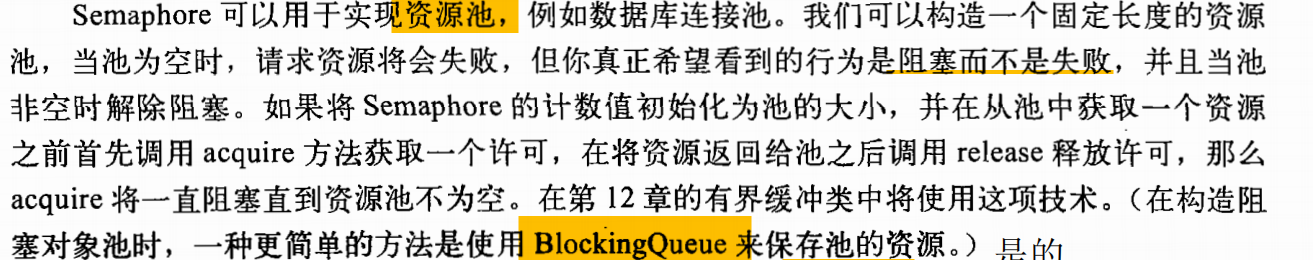 Semaphore 可以用于实现资源池，例如数据库连接池。我们可以构造一个固定长度的资源
池，当池为空时，请求资源将会失败，但你真正希望看到的行为是阻塞而不是失败，并且当池
非空时解除阻塞。如果将 Semaphore 的计数值初始化为池的大小，并在从池中获取一个资源
之前首先调用 acquire 方法获取一个许可，在将资源返回给池之后调用 release 释放许可，那么
acquire 将一直阻塞直到资源池不为空。在第 12 章的有界缓冲类中将使用这项技术。（在构造阻
塞对象池时，一种更简单的方法是使用 BlockingQueue 来保存池的资源。）是的